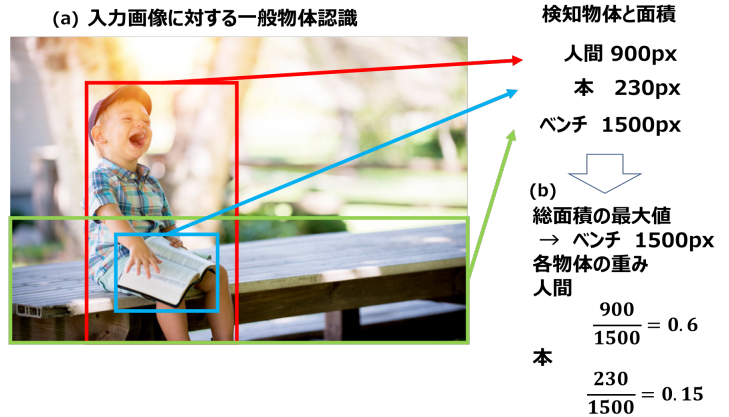 (a) 入力画像に対する一般物体認識
検知物体と面積
人間 900px
本 230px
ベンチ 1500px
(b)
総面積の最大値
→ ベンチ 1500px
各物体の重み
人間
900/1500 = 0.6
本
230/1500 = 0.15